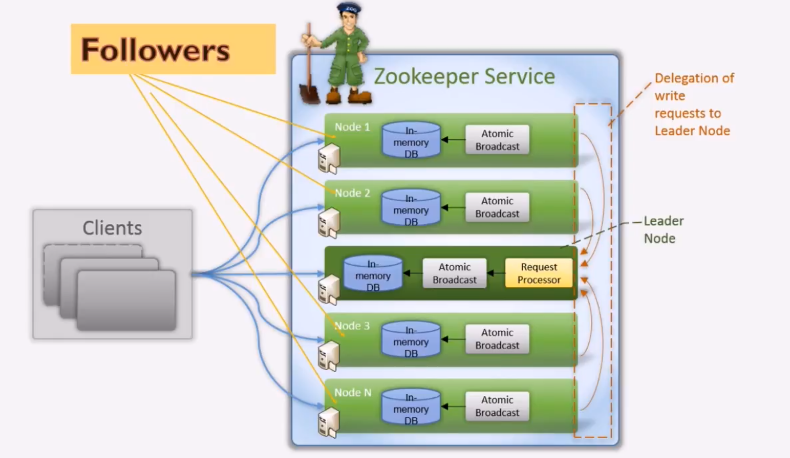 Followers
ZOO
Zookeeper Service
Delegation of
write
requests to
Leader Node
Node 1
In-
memory
DB
Atomic
Broadcast
Node 2
In-
memory
DB
Atomic
Broadcast
Clients
Leader
Node
In-
memory
DB
Atomic
Broadcast
Request
Processor
Node 3
In-
memory
DB
Atomic
Broadcast
Node N
In-
memory
DB
Atomic
Broadcast